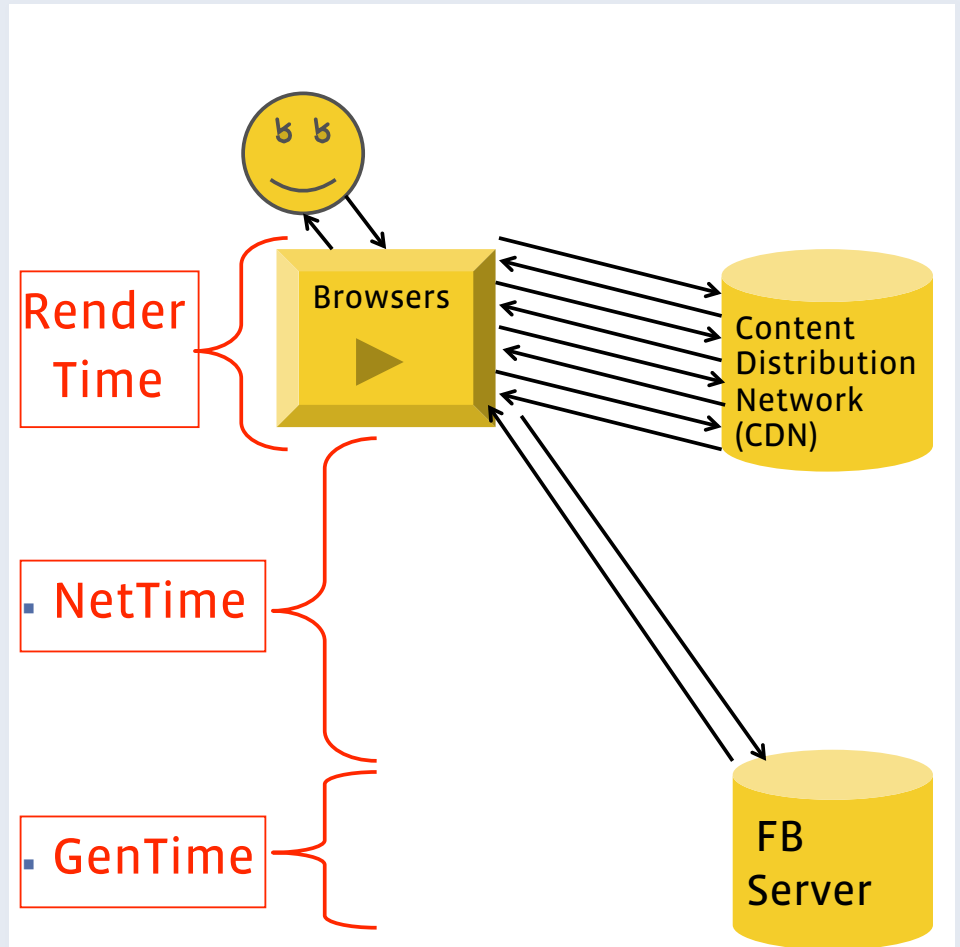 Render
Time
Browsers
Content
Distribution
Network
(CDN)
▪ NetTime
▪ GenTime
FB
Server